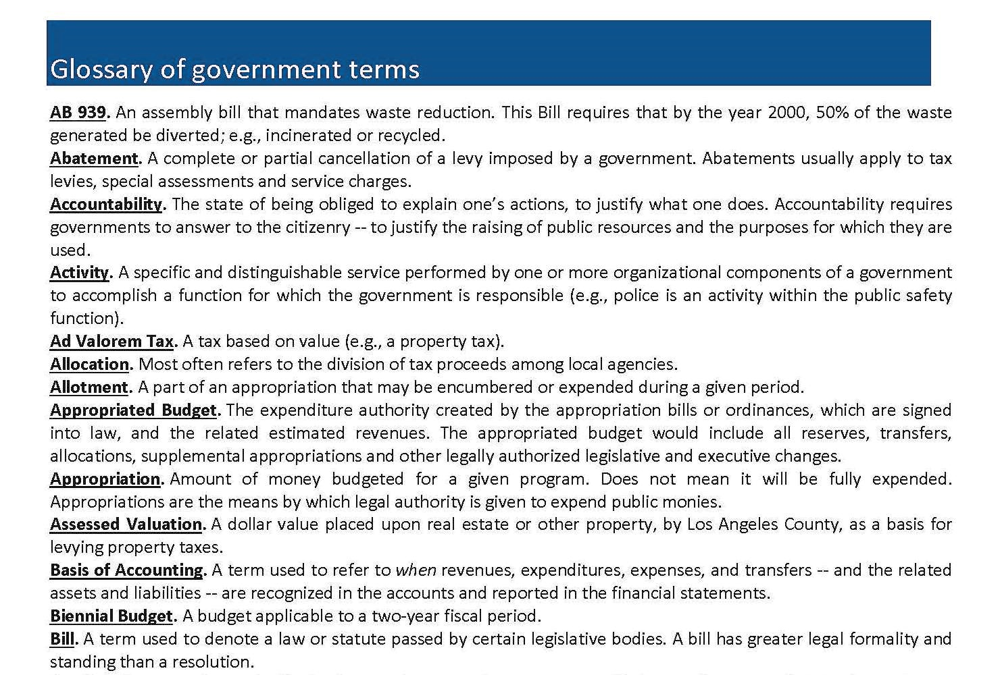 Glossary of government terms
AB 939. An assembly bill that mandates waste reduction. This Bill requires that by the year 2000, 50% of the waste
generated be diverted; e.g., incinerated or recycled.
Abatement. A complete or partial cancellation of a levy imposed by a government. Abatements usually apply to tax
levies, special assessments and service charges.
Accountability. The state of being obliged to explain one’s actions, to justify what one does. Accountability requires
governments to answer to the citizenry -- to justify the raising of public resources and the purposes for which they are
used.
Activity. A specific and distinguishable service performed by one or more organizational components of a government
to accomplish a function for which the government is responsible (e.g., police is an activity within the public safety
function).
Ad Valorem Tax. A tax based on value (e.g., a property tax).
Allocation. Most often refers to the division of tax proceeds among local agencies.
Allotment. A part of an appropriation that may be encumbered or expended during a given period.
Appropriated Budget. The expenditure authority created by the appropriation bills or ordinances, which are signed
into law, and the related estimated revenues. The appropriated budget would include all reserves, transfers,
allocations, supplemental appropriations and other legally authorized legislative and executive changes.
Appropriation. Amount of money budgeted for a given program. Does not mean it will be fully expended.
Appropriations are the means by which legal authority is given to expend public monies.
Assessed Valuation. A dollar value placed upon real estate or other property, by Los Angeles County, as a basis for
levying property taxes.
Basis of Accounting. A term used to refer to when revenues, expenditures, expenses, and transfers -- and the related
assets and liabilities -- are recognized in the accounts and reported in the financial statements.
Biennial Budget. A budget applicable to a two-year fiscal period.
Bill. A term used to denote a law or statute passed by certain legislative bodies. A bill has greater legal formality and
standing than a resolution.